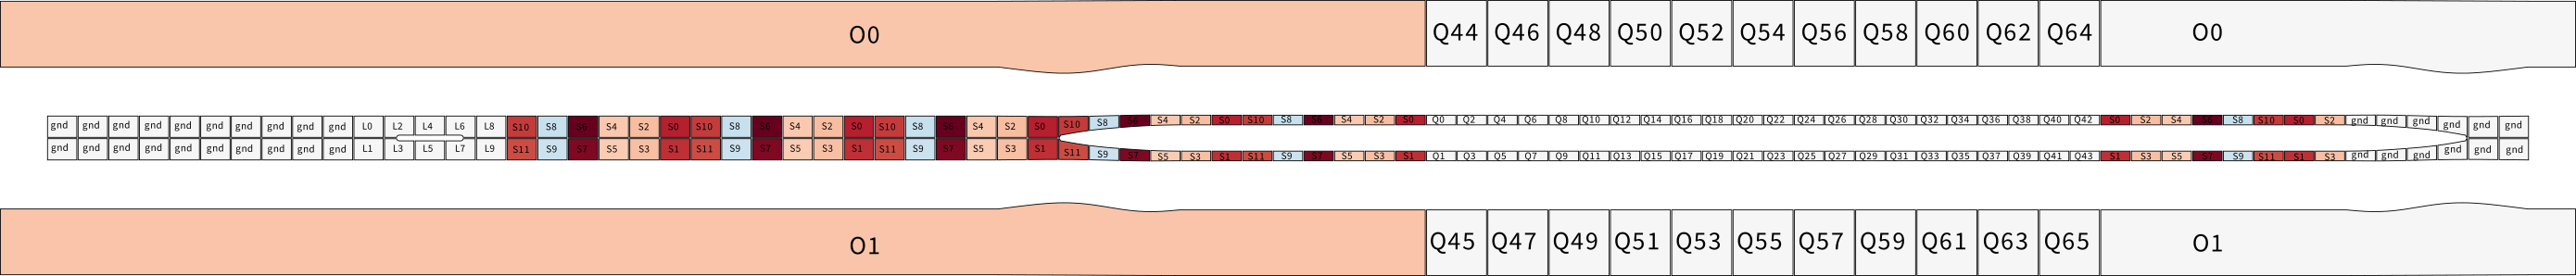 O0 Q44 Q46 Q48 Q50 Q52 Q54 Q56 Q58 Q60 Q62 Q64 O0
gnd gnd gnd gnd gnd gnd gnd gnd gnd gnd L0 L2 L4 L6 L8 S10 S8 S6 S4 S2 S0 S10 S8 S6 S4 S2 S0 S10 S8 S6 S4 S2 S0 S10 S8 S6 S4 S2 S0 S10 S8 S6 S4 S2 S0 Q0 Q2 Q4 Q6 Q8 Q10 Q12 Q14 Q16 Q18 Q20 Q22 Q24 Q26 Q28 Q30 Q32 Q34 Q36 Q38 Q40 Q42 S0 S2 S4 S6 S8 S10 S0 S2 gnd gnd gnd gnd gnd gnd
gnd gnd gnd gnd gnd gnd gnd gnd gnd gnd L1 L3 L5 L7 L9 S11 S9 S7 S5 S3 S1 S11 S9 S7 S5 S3 S1 S11 S9 S7 S5 S3 S1 S11 S9 S7 S5 S3 S1 S11 S9 S7 S5 S3 S1 Q1 Q3 Q5 Q7 Q9 Q11 Q13 Q15 Q17 Q19 Q21 Q23 Q25 Q27 Q29 Q31 Q33 Q35 Q37 Q39 Q41 Q43 S1 S3 S5 S7 S9 S11 S1 S3 gnd gnd gnd gnd gnd gnd
O1 Q45 Q47 Q49 Q51 Q53 Q55 Q57 Q59 Q61 Q63 Q65 O1